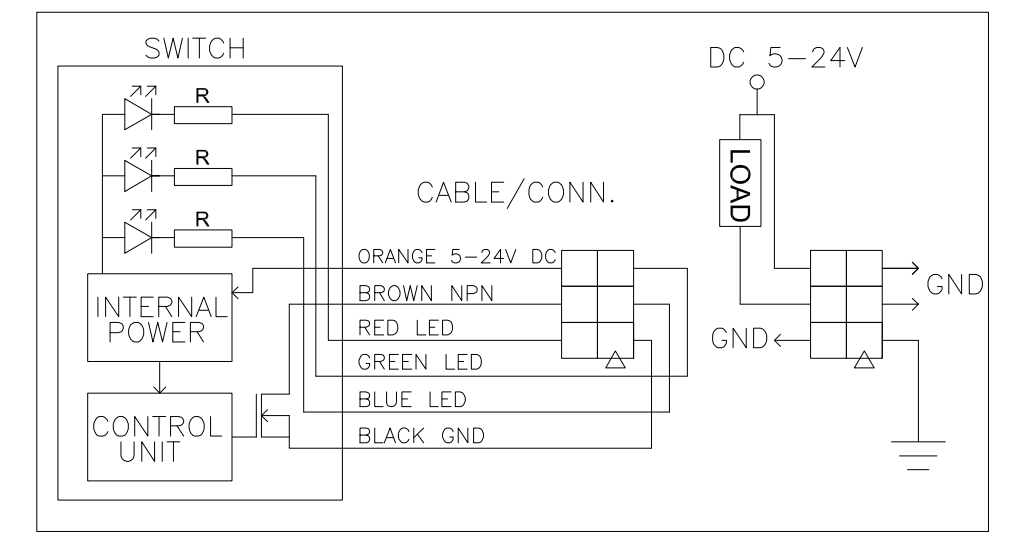 SWITCH
R
R
R
INTERNAL
POWER
CONTROL
UNIT
CABLE/CONN.
ORANGE 5-24V DC
BROWN NPN
RED LED
GREEN LED
BLUE LED
BLACK GND
DC 5-24V
LOAD
GND
GND